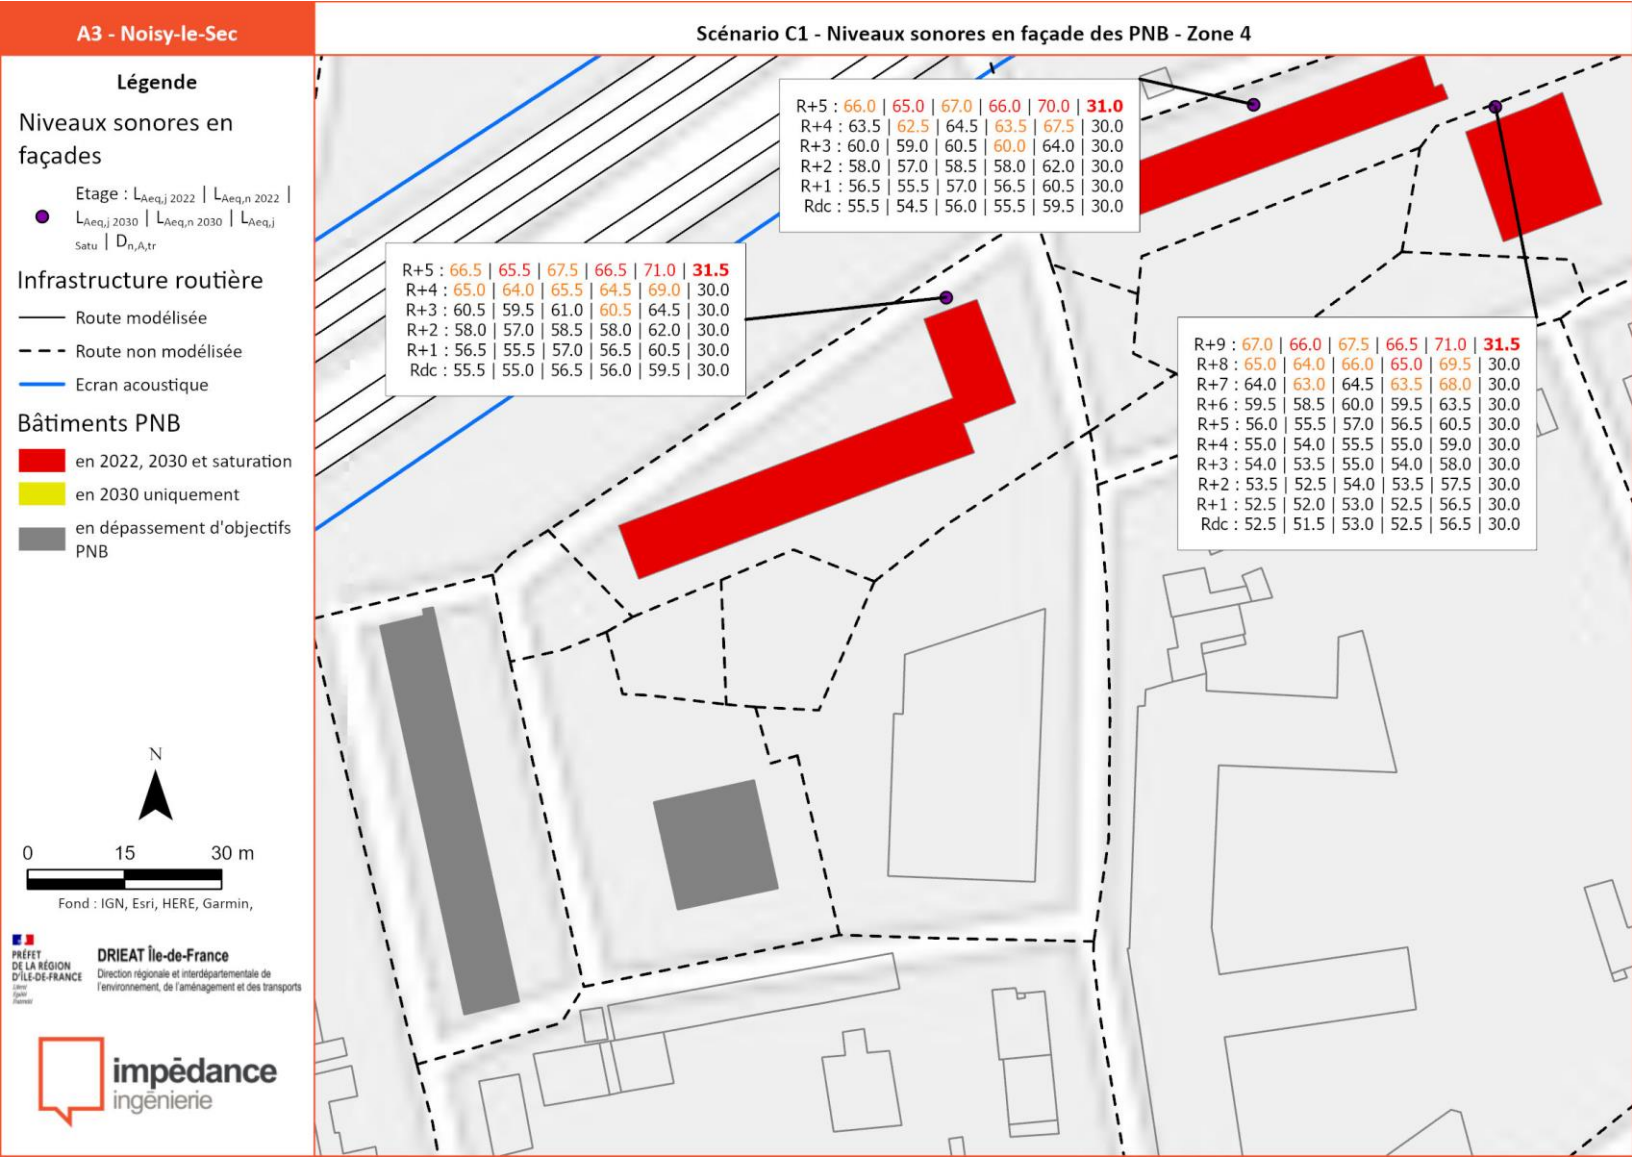 A3 - Noisy-le-Sec
Scénario C1 - Niveaux sonores en façade des PNB - Zone 4
Légende
Niveaux sonores en
façades
Etage : LAeq,j 2022 | LAeq,n 2022 |
LAeq,j 2030 | LAeq,n 2030 | LAeq,j
Satu | Dn,A,tr
Infrastructure routière
Route modélisée
Route non modélisée
Ecran acoustique
Bâtiments PNB
en 2022, 2030 et saturation
en 2030 uniquement
en dépassement d'objectifs
PNB
N
0 15 30 m
Fond : IGN, Esri, HERE, Garmin,
PRÉFET
DE LA RÉGION
D'ÎLE-DE-FRANCE
Liberté
Égalité
Fraternité
DRIEAT Île-de-France
Direction régionale et interdépartementale de
l'environnement, de l'aménagement et des transports
impēdance
ingēnierie
R+5 : 66.0 | 65.0 | 67.0 | 66.0 | 70.0 | 31.0
R+4 : 63.5 | 62.5 | 64.5 | 63.5 | 67.5 | 30.0
R+3 : 60.0 | 59.0 | 60.5 | 60.0 | 64.0 | 30.0
R+2 : 58.0 | 57.0 | 58.5 | 58.0 | 62.0 | 30.0
R+1 : 56.5 | 55.5 | 57.0 | 56.5 | 60.5 | 30.0
Rdc : 55.5 | 54.5 | 56.0 | 55.5 | 59.5 | 30.0
R+5 : 66.5 | 65.5 | 67.5 | 66.5 | 71.0 | 31.5
R+4 : 65.0 | 64.0 | 65.5 | 64.5 | 69.0 | 30.0
R+3 : 60.5 | 59.5 | 61.0 | 60.5 | 64.5 | 30.0
R+2 : 58.0 | 57.0 | 58.5 | 58.0 | 62.0 | 30.0
R+1 : 56.5 | 55.5 | 57.0 | 56.5 | 60.5 | 30.0
Rdc : 55.5 | 55.0 | 56.5 | 56.0 | 59.5 | 30.0
R+9 : 67.0 | 66.0 | 67.5 | 66.5 | 71.0 | 31.5
R+8 : 65.0 | 64.0 | 66.0 | 65.0 | 69.5 | 30.0
R+7 : 64.0 | 63.0 | 64.5 | 63.5 | 68.0 | 30.0
R+6 : 59.5 | 58.5 | 60.0 | 59.5 | 63.5 | 30.0
R+5 : 56.0 | 55.5 | 57.0 | 56.5 | 60.5 | 30.0
R+4 : 55.0 | 54.0 | 55.5 | 55.0 | 59.0 | 30.0
R+3 : 54.0 | 53.5 | 55.0 | 54.0 | 58.0 | 30.0
R+2 : 53.5 | 52.5 | 54.0 | 53.5 | 57.5 | 30.0
R+1 : 52.5 | 52.0 | 53.0 | 52.5 | 56.5 | 30.0
Rdc : 52.5 | 51.5 | 53.0 | 52.5 | 56.5 | 30.0